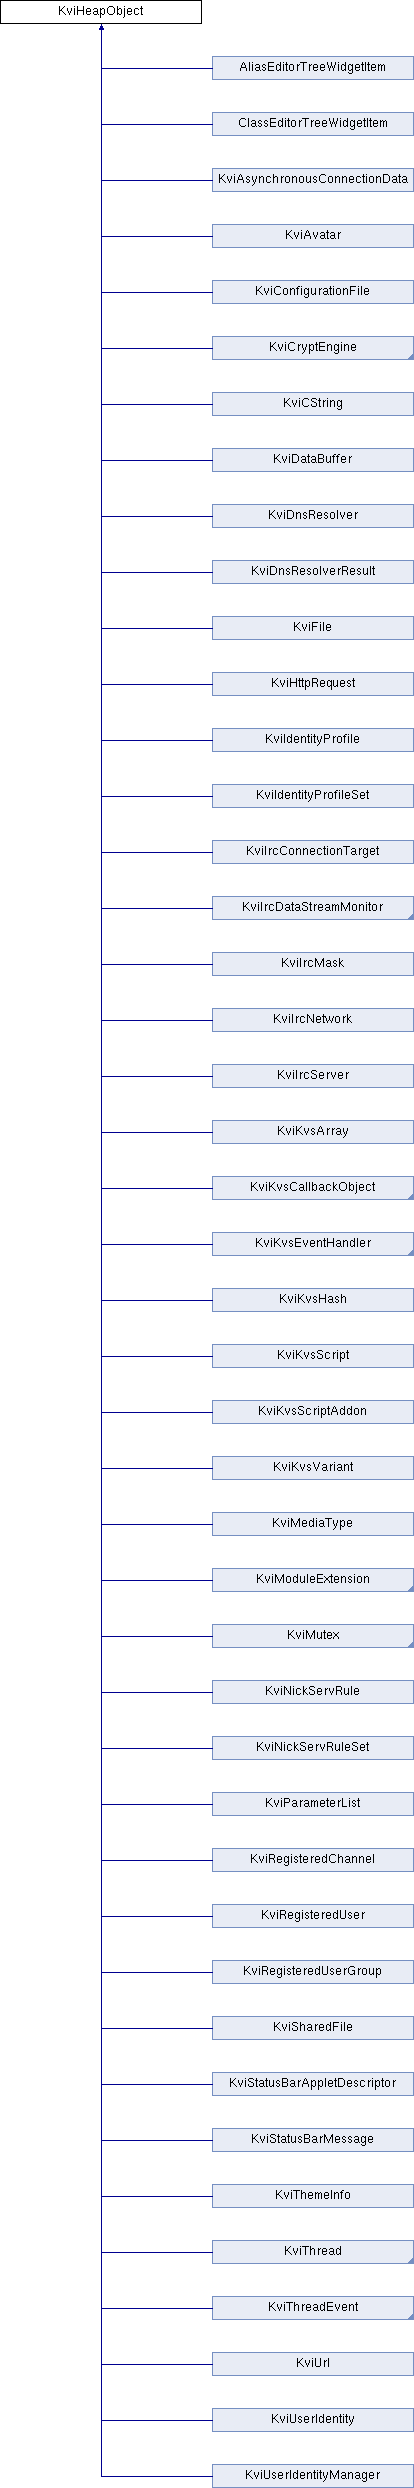 KviHeapObject
AliasEditorTreeWidgetItem
ClassEditorTreeWidgetItem
KviAsynchronousConnectionData
KviAvatar
KviConfigurationFile
KviCryptEngine
KviCString
KviDataBuffer
KviDnsResolver
KviDnsResolverResult
KviFile
KviHttpRequest
KviIdentityProfile
KviIdentityProfileSet
KviIrcConnectionTarget
KviIrcDataStreamMonitor
KviIrcMask
KviIrcNetwork
KviIrcServer
KviKvsArray
KviKvsCallbackObject
KviKvsEventHandler
KviKvsHash
KviKvsScript
KviKvsScriptAddon
KviKvsVariant
KviMediaType
KviModuleExtension
KviMutex
KviNickServRule
KviNickServRuleSet
KviParameterList
KviRegisteredChannel
KviRegisteredUser
KviRegisteredUserGroup
KviSharedFile
KviStatusBarAppletDescriptor
KviStatusBarMessage
KviThemeInfo
KviThread
KviThreadEvent
KviUrl
KviUserIdentity
KviUserIdentityManager